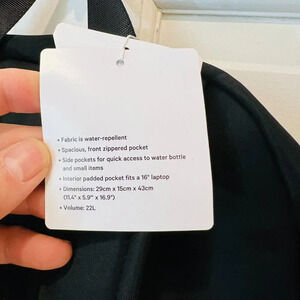 • Fabric is water-repellent
• Spacious, front zippered pocket
• Side pockets for quick access to water bottle
and small items
• Interior padded pocket fits a 16" laptop
• Dimensions: 29cm x 15cm x 43cm
(11.4" x 5.9" x 16.9")
• Volume: 22L